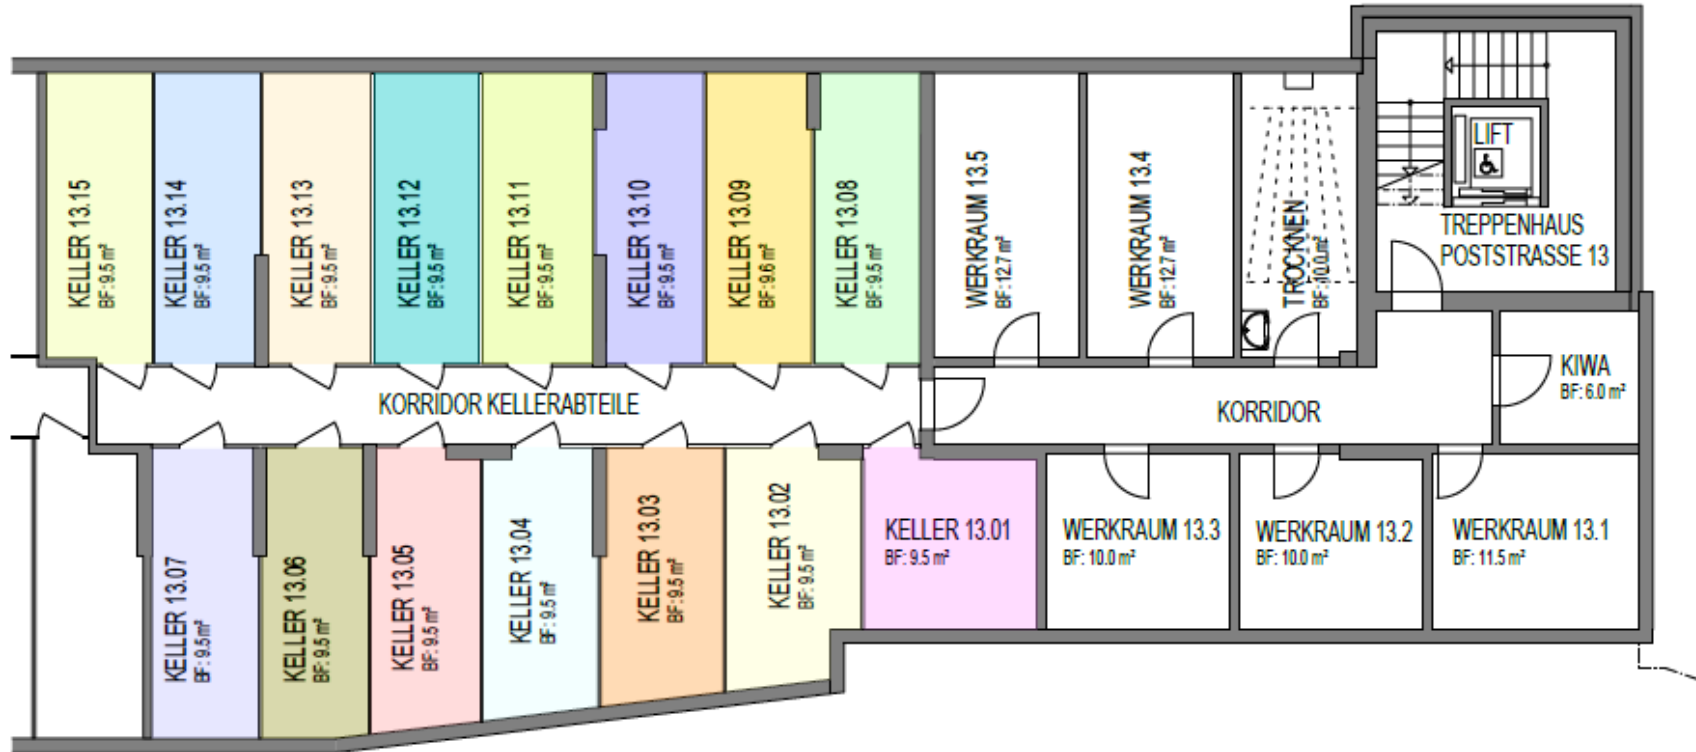 KELLER 13.15
BF: 9.5 m²
KELLER 13.14
BF: 9.5 m²
KELLER 13.13
BF: 9.5 m²
KELLER 13.12
BF: 9.5 m²
KELLER 13.11
BF: 9.5 m²
KELLER 13.10
BF: 9.5 m²
KELLER 13.09
BF: 9.6 m²
KELLER 13.08
BF: 9.5 m²
WERKRAUM 13.5
BF: 12.7 m²
WERKRAUM 13.4
BF: 12.7 m²
TROCKNEN
BF: 10.0 m²
LIFT
TREPPENHAUS
POSTSTRASSE 13
KIWA
BF: 6.0 m²
KORRIDOR KELLERABTEILE
KORRIDOR
KELLER 13.07
BF: 9.5 m²
KELLER 13.06
BF: 9.5 m²
KELLER 13.05
BF: 9.5 m²
KELLER 13.04
BF: 9.5 m²
KELLER 13.03
BF: 9.5 m²
KELLER 13.02
BF: 9.5 m²
KELLER 13.01
BF: 9.5 m²
WERKRAUM 13.3
BF: 10.0 m²
WERKRAUM 13.2
BF: 10.0 m²
WERKRAUM 13.1
BF: 11.5 m²